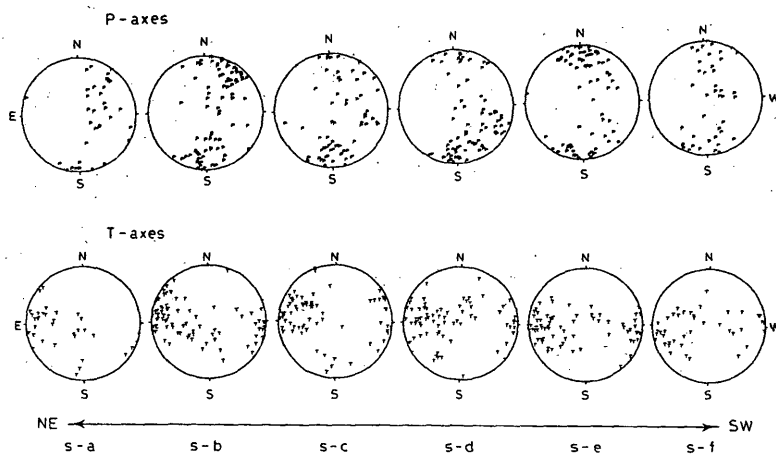 P-axes
N N N N N N
E W
S S S S S S
T-axes
N N N N N N
E W
S S S S S S
NE SW
s-a s-b s-c s-d s-e s-f